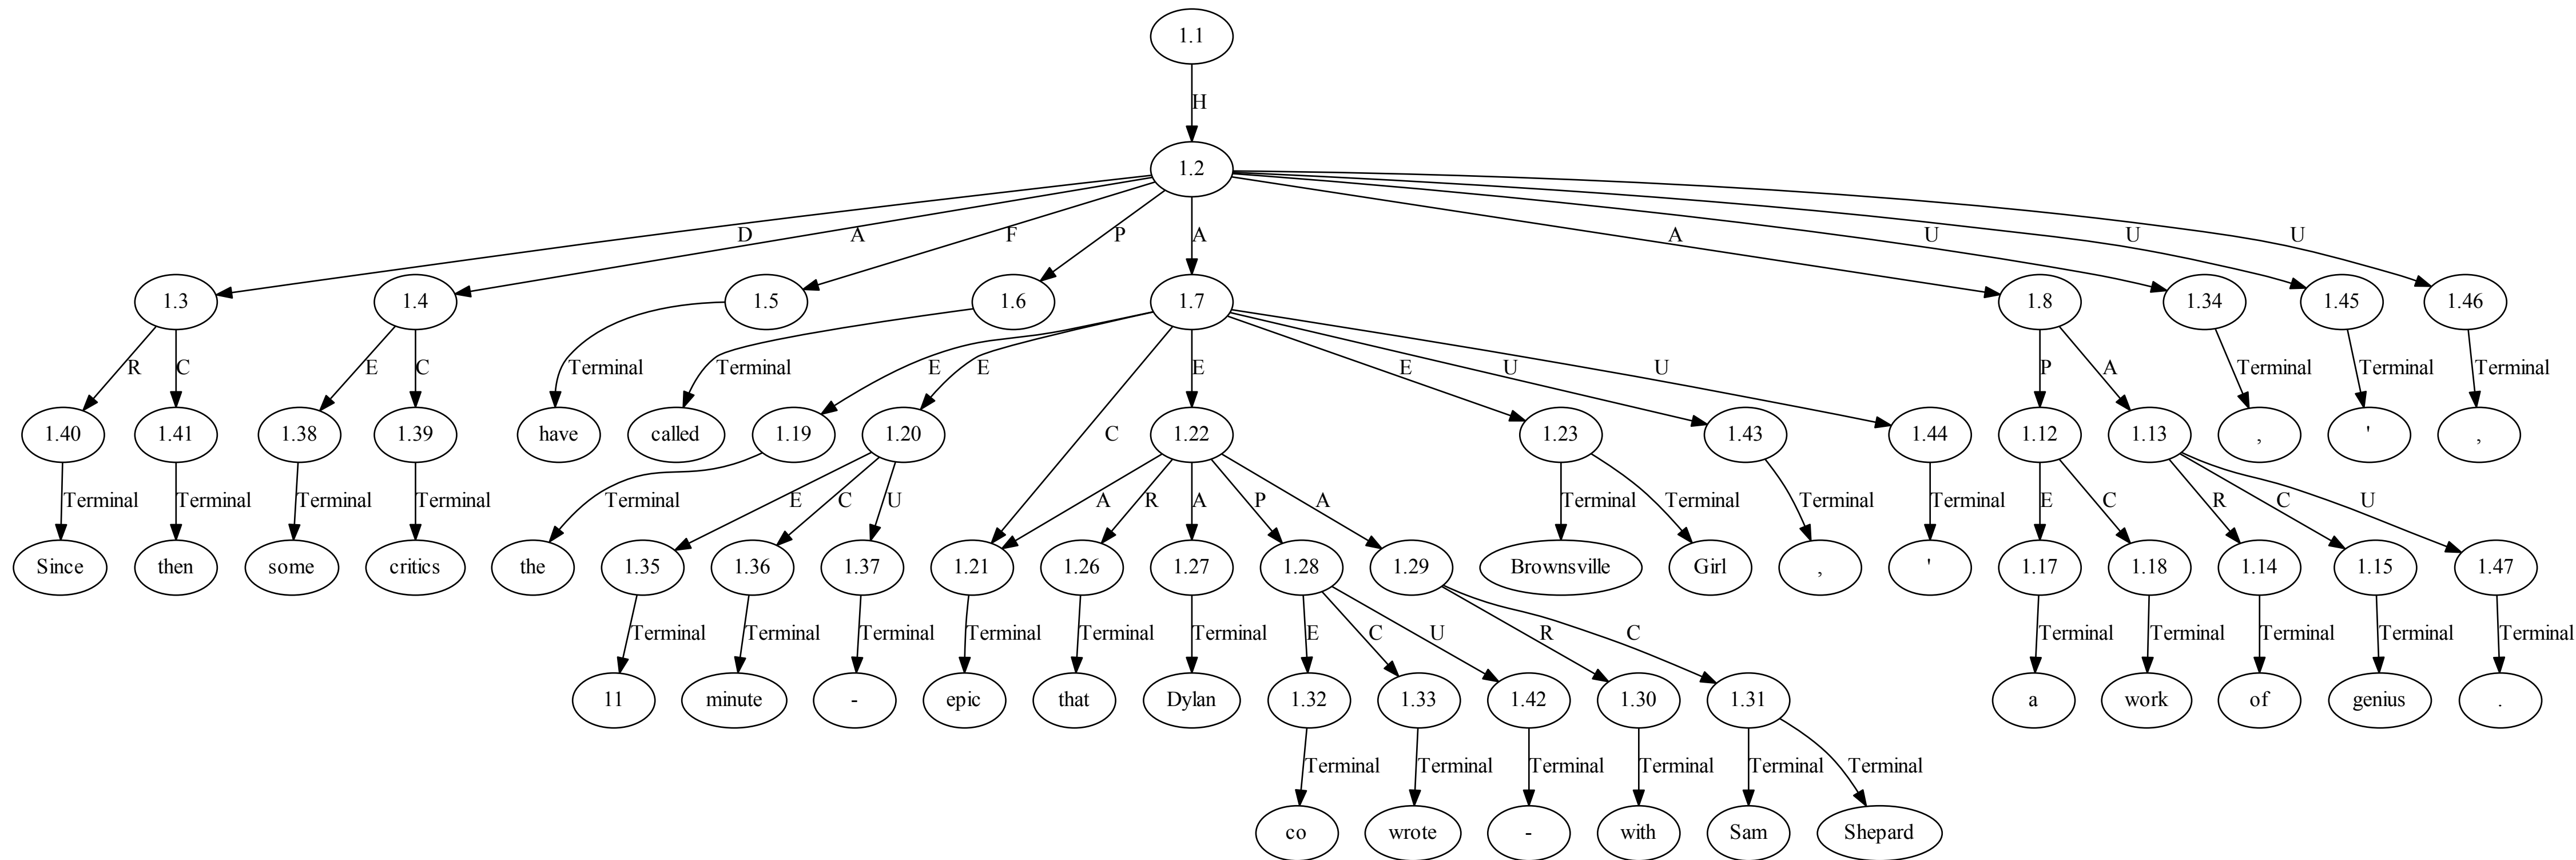 1.1
H
1.2
D A F P A A U U U
1.3 1.4 1.5 1.6 1.7 1.8 1.34 1.45 1.46
R C E C Terminal Terminal E E C E E U U P A Terminal Terminal Terminal
1.40 1.41 1.38 1.39 have called 1.19 1.20 1.22 1.23 1.43 1.44 1.12 1.13 , ' ,
Terminal Terminal Terminal Terminal Terminal E C U A R A P A Terminal Terminal Terminal Terminal E C R C U
Since then some critics the 1.35 1.36 1.37 1.21 1.26 1.27 1.28 1.29 Brownsville Girl , ' 1.17 1.18 1.14 1.15 1.47
Terminal Terminal Terminal Terminal Terminal Terminal E C U R C Terminal Terminal Terminal Terminal Terminal
11 minute - epic that Dylan 1.32 1.33 1.42 1.30 1.31 a work of genius .
Terminal Terminal Terminal Terminal Terminal Terminal
co wrote - with Sam Shepard